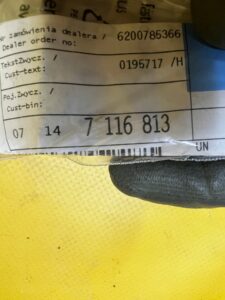 Nr zamówienia dealera /
Dealer order no: 6200785366
TekstZwycz. /
Cust-text: 0195717 /H
Poj.Zwycz. /
Cust-bin:
07 14 7 116 813
UN